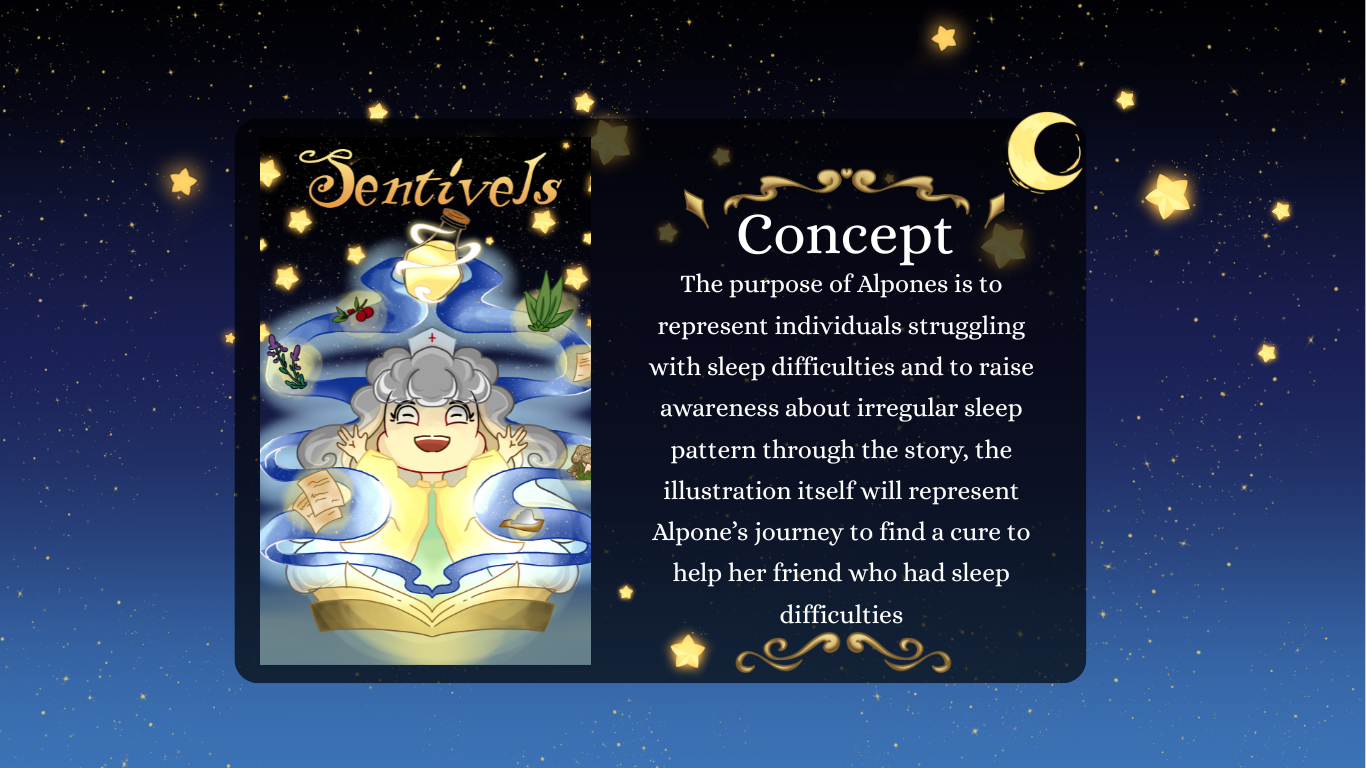 Sentivels
Concept
The purpose of Alpones is to
represent individuals struggling
with sleep difficulties and to raise
awareness about irregular sleep
pattern through the story, the
illustration itself will represent
Alpone’s journey to find a cure to
help her friend who had sleep
difficulties